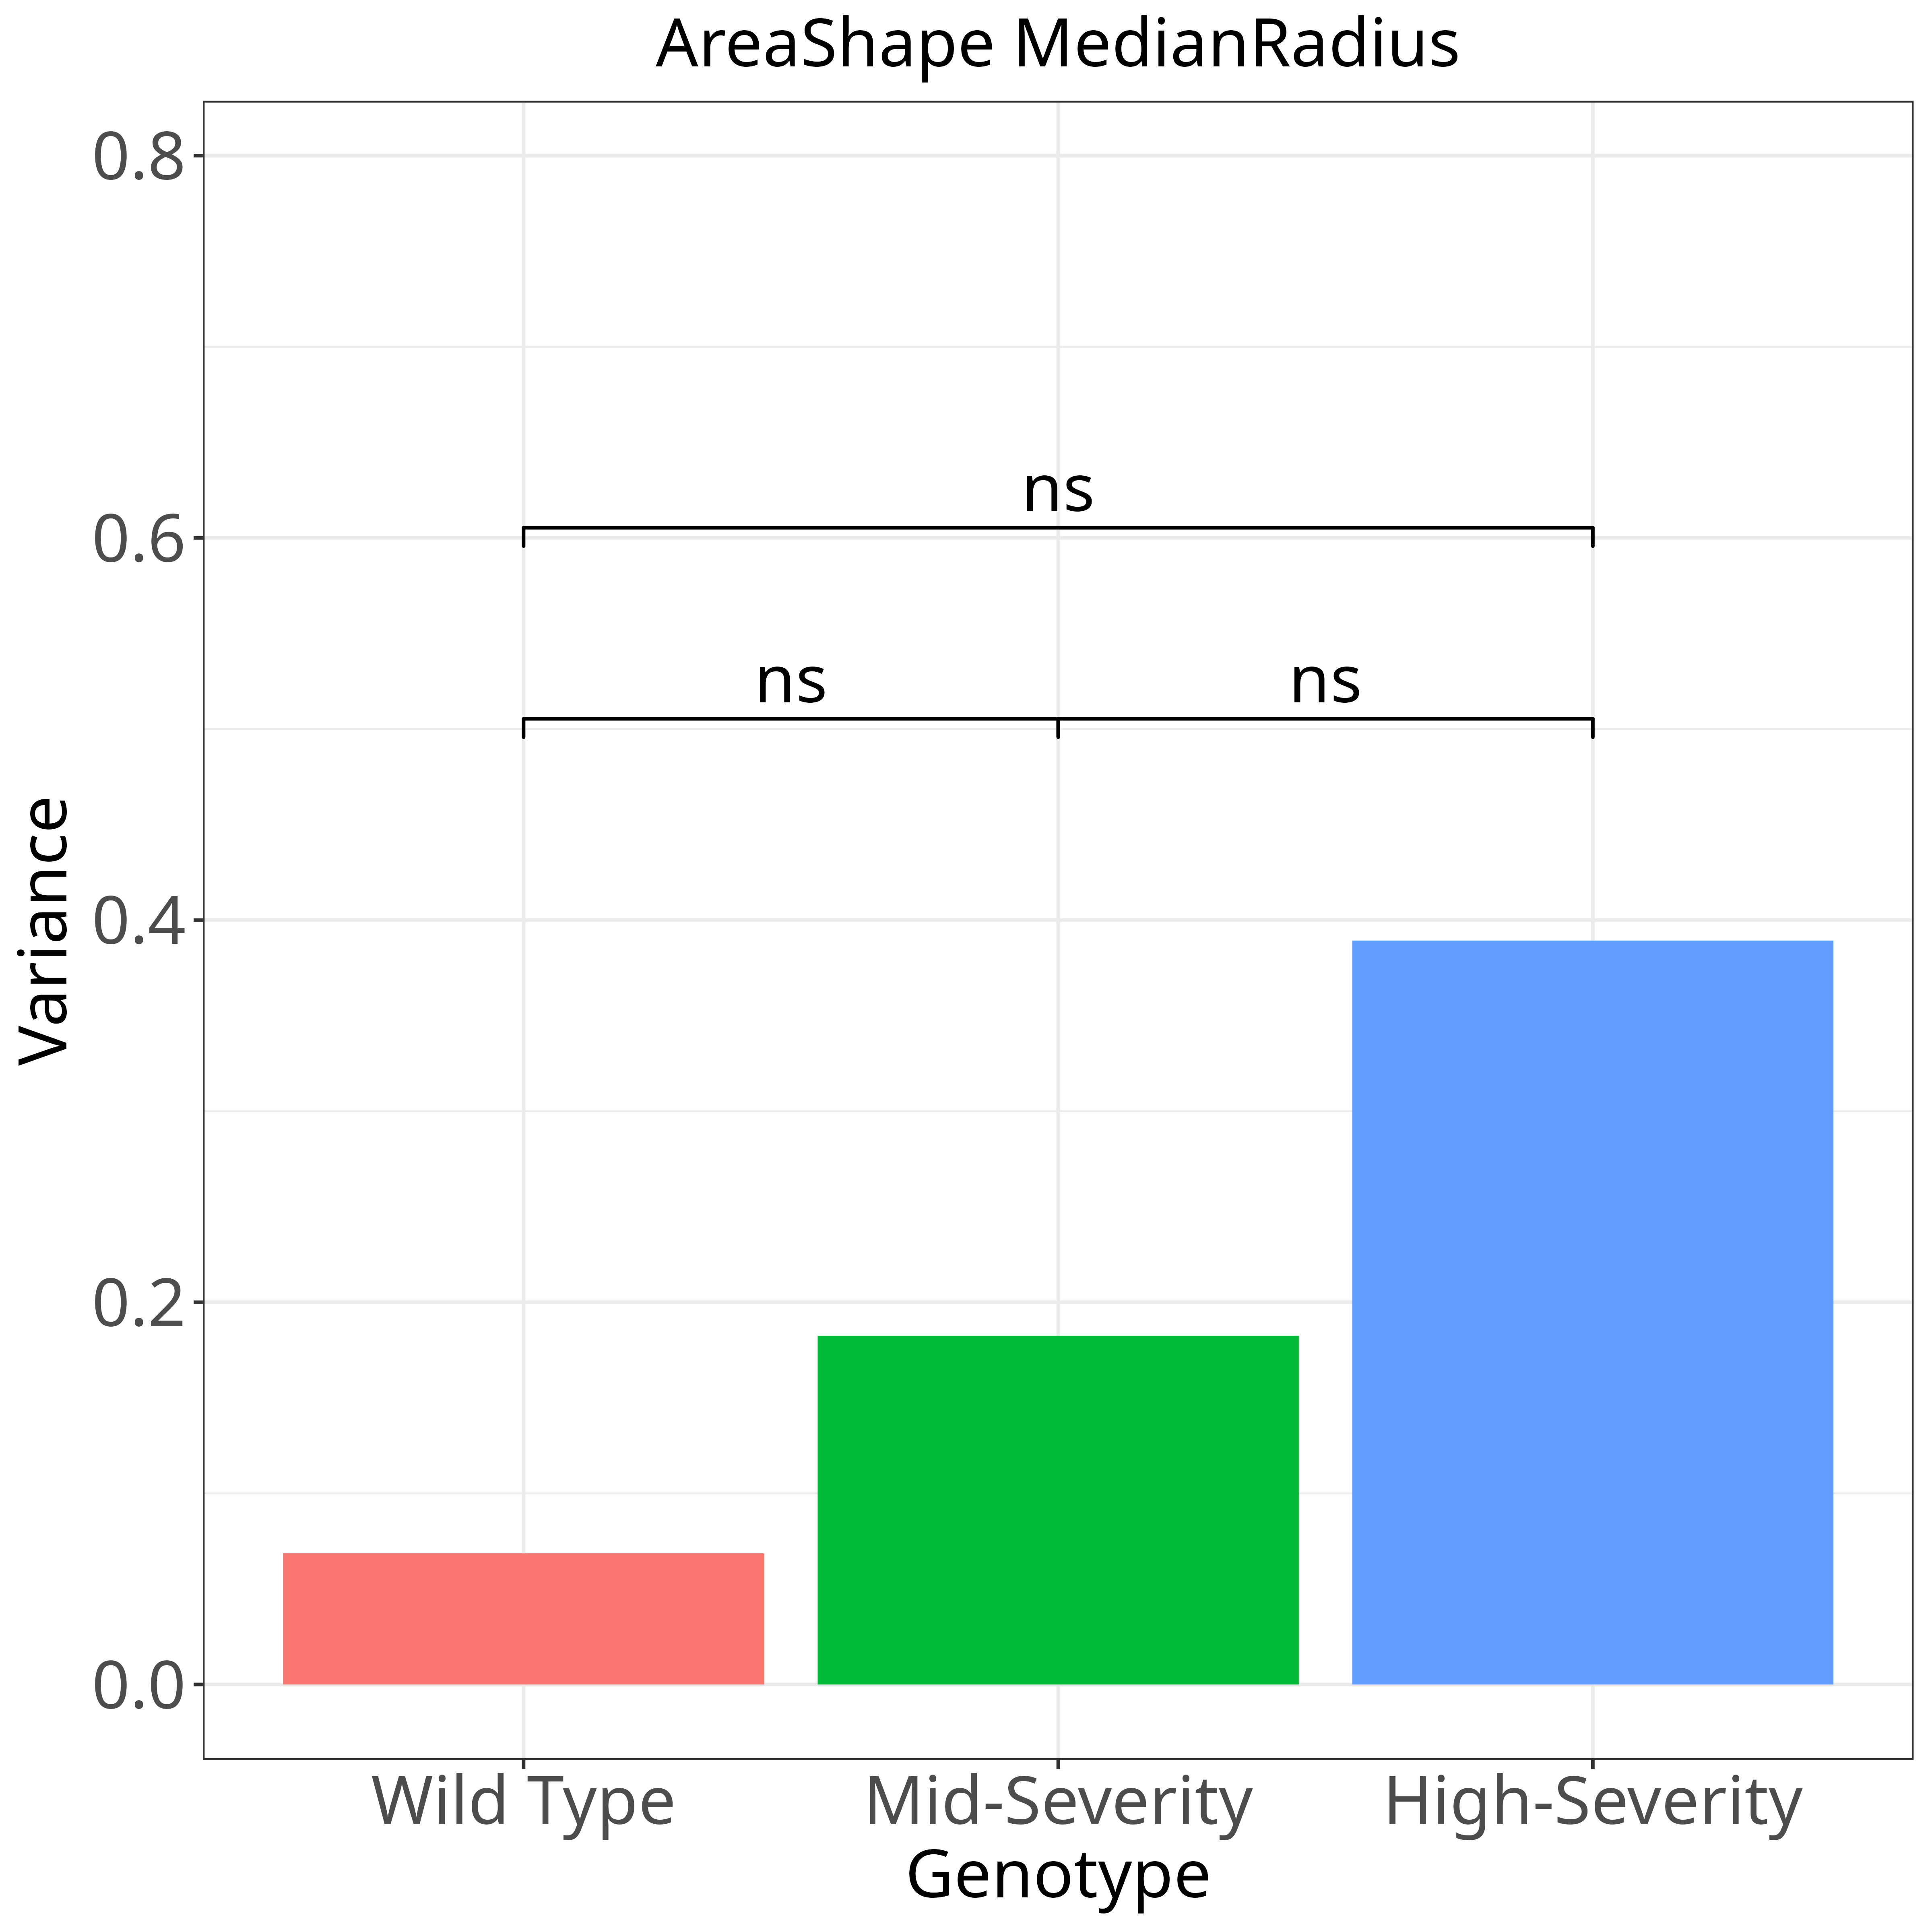 AreaShape MedianRadius
0.8
ns
0.6
ns ns
Variance
0.4
0.2
0.0
Wild Type Mid-Severity High-Severity
Genotype